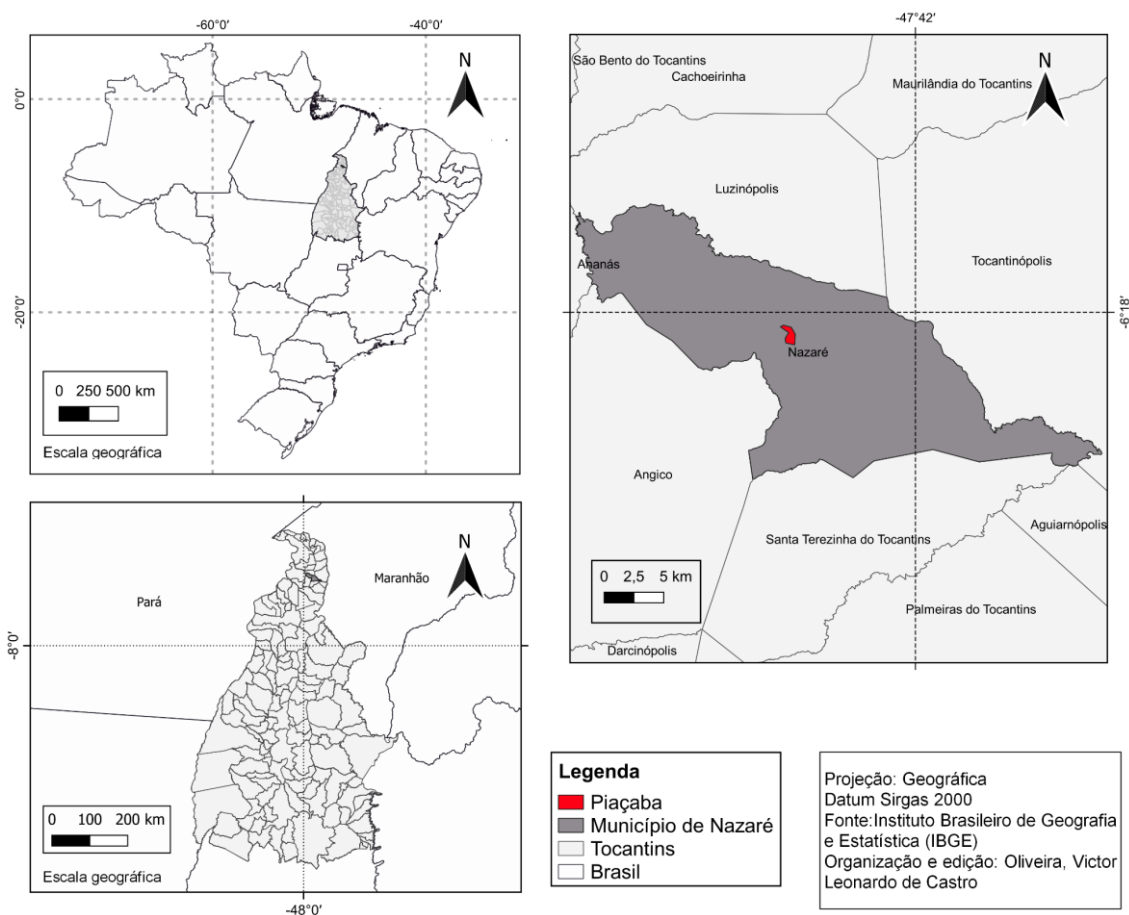 -60°0'
-40°0'
N
0°0'
-20°0'
0 250 500 km
Escala geográfica
-47°42'
São Bento do Tocantins
Cachoeirinha
N
Maurilândia do Tocantins
Luzinópolis
Ananás
Tocantinópolis
-6°18'
Nazaré
Angico
Santa Terezinha do Tocantins
Aguiarnópolis
0 2,5 5 km
Palmeiras do Tocantins
Darcinópolis
N
Pará
Maranhão
-8°0'
0 100 200 km
Escala geográfica
-48°0'
Legenda
Piaçaba
Município de Nazaré
Tocantins
Brasil
Projeção: Geográfica
Datum Sirgas 2000
Fonte:Instituto Brasileiro de Geografia
e Estatística (IBGE)
Organização e edição: Oliveira, Victor
Leonardo de Castro